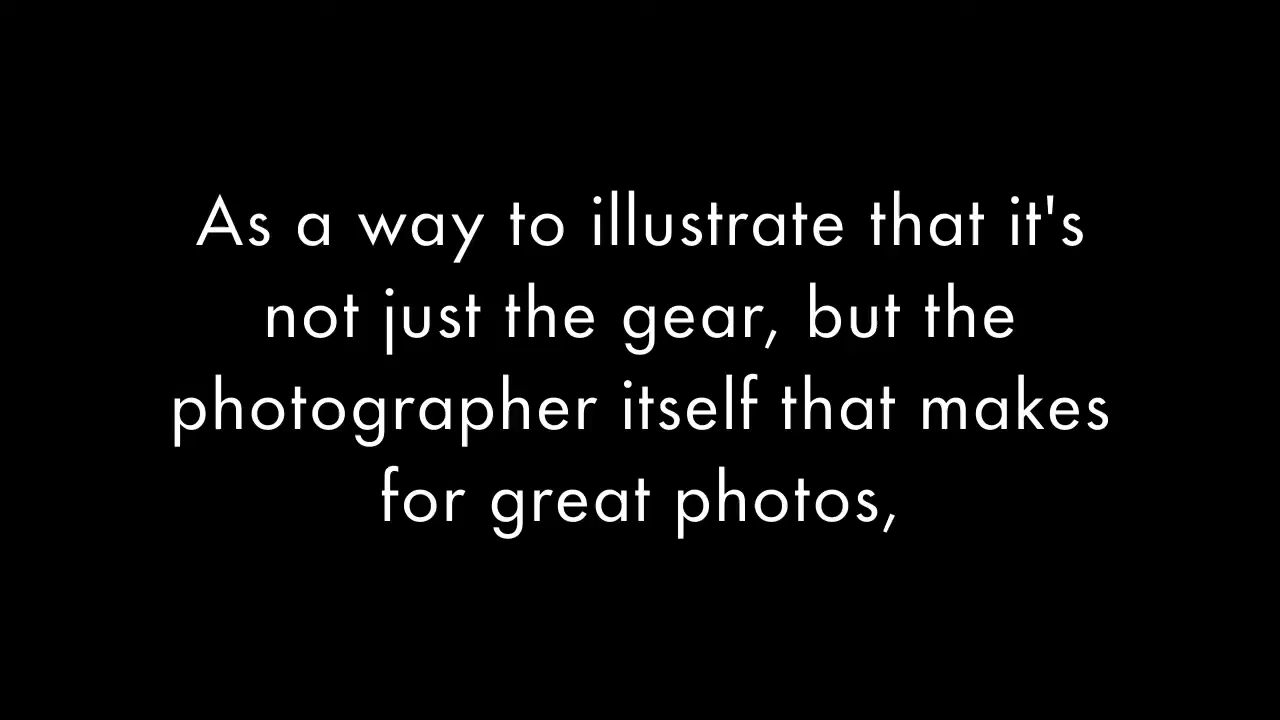 As a way to illustrate that it's
not just the gear, but the
photographer itself that makes
for great photos,